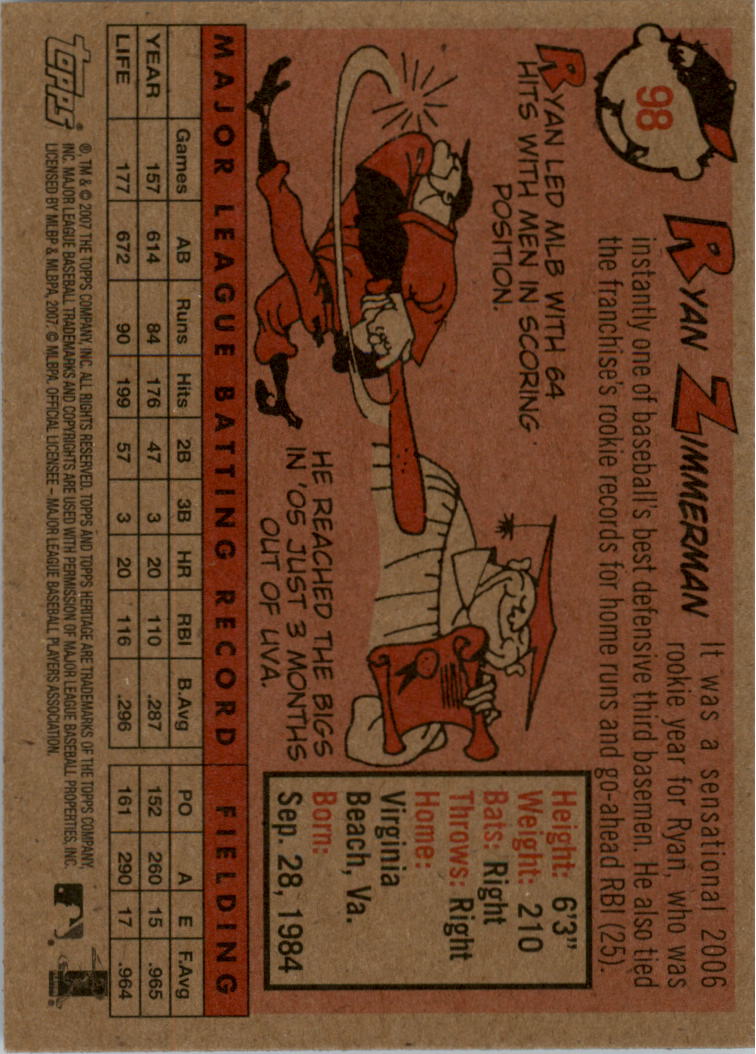 98
RYAN ZIMMERMAN
It was a sensational 2006
rookie year for Ryan, who was
instantly one of baseball's best defensive third basemen. He also tied
the franchise's rookie records for home runs and go-ahead RBI (25).
RYAN LED MLB WITH 64
HITS WITH MEN IN SCORING
POSITION.
HE REACHED THE BIGS
IN '05 JUST 3 MONTHS
OUT OF UVA.
Height: 6'3"
Weight: 210
Bats: Right
Throws: Right
Home:
Virginia
Beach, Va.
Born:
Sep. 28, 1984
MAJOR LEAGUE BATTING RECORD FIELDING
Games AB Runs Hits 2B 3B HR RBI B.Avg PO A E F.Avg
YEAR 157 614 84 176 47 3 20 110 .287 152 260 15 .965
LIFE 177 672 90 199 57 3 20 116 .296 161 290 17 .964
topps®
®, TM & © 2007 THE TOPPS COMPANY, INC. ALL RIGHTS RESERVED. TOPPS AND TOPPS HERITAGE ARE TRADEMARKS OF THE TOPPS COMPANY,
INC. MAJOR LEAGUE BASEBALL TRADEMARKS AND COPYRIGHTS ARE USED WITH PERMISSION OF MAJOR LEAGUE BASEBALL PROPERTIES, INC.
LICENSED BY MLBP & MLBPA, 2007. © MLBPA. OFFICIAL LICENSEE – MAJOR LEAGUE BASEBALL PLAYERS ASSOCIATION.